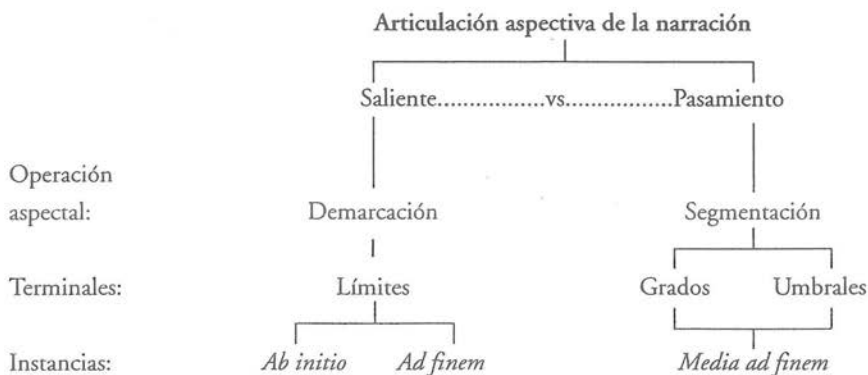 Articulación aspectiva de la narración
Saliente..................vs..................Pasamiento
Operación
aspectal: Demarcación Segmentación
Terminales: Límites Grados Umbrales
Instancias: Ab initio Ad finem Media ad finem